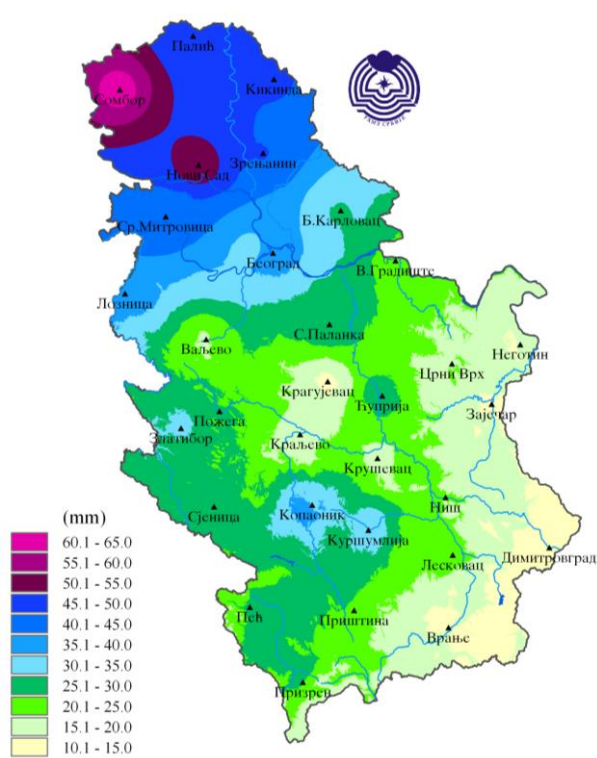 Палић
Кикинда
Сомбор
Зрењанин
Нови Сад
Ср.Митровица
Б.Карловац
Београд
В.Градиште
Лозница
С.Паланка
Ваљево
Неготин
Црни Врх
Крагујевац
Ћуприја
Зајечар
Пожега
Златибор
Краљево
Крушевац
Ниш
Сјеница
Копаоник
Куршумлија
Димитровград
Лесковац
Пећ
Приштина
Врање
Призрен
(mm)
60.1 - 65.0
55.1 - 60.0
50.1 - 55.0
45.1 - 50.0
40.1 - 45.0
35.1 - 40.0
30.1 - 35.0
25.1 - 30.0
20.1 - 25.0
15.1 - 20.0
10.1 - 15.0